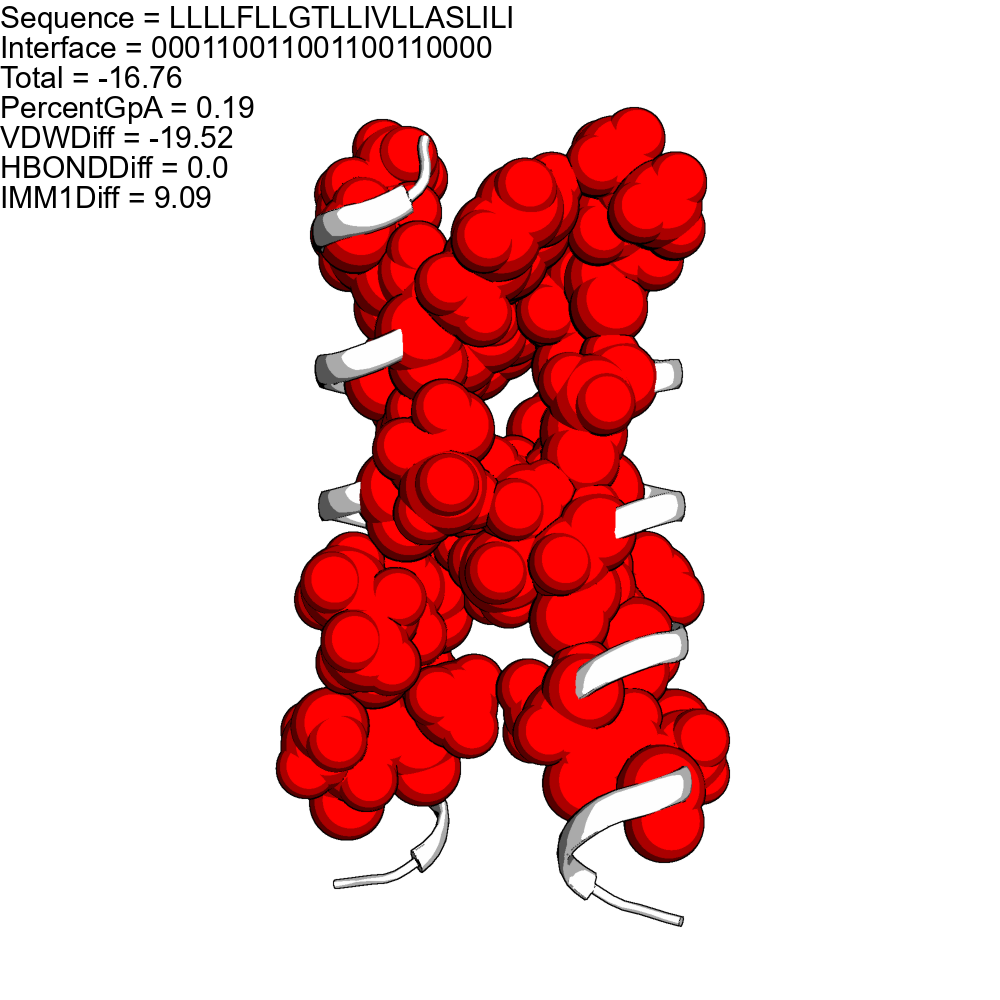 Sequence = LLLLFLLGTLLIVLLASLILI
Interface = 000110011001100110000
Total = -16.76
PercentGpA = 0.19
VDWDiff = -19.52
HBONDDiff = 0.0
IMM1Diff = 9.09